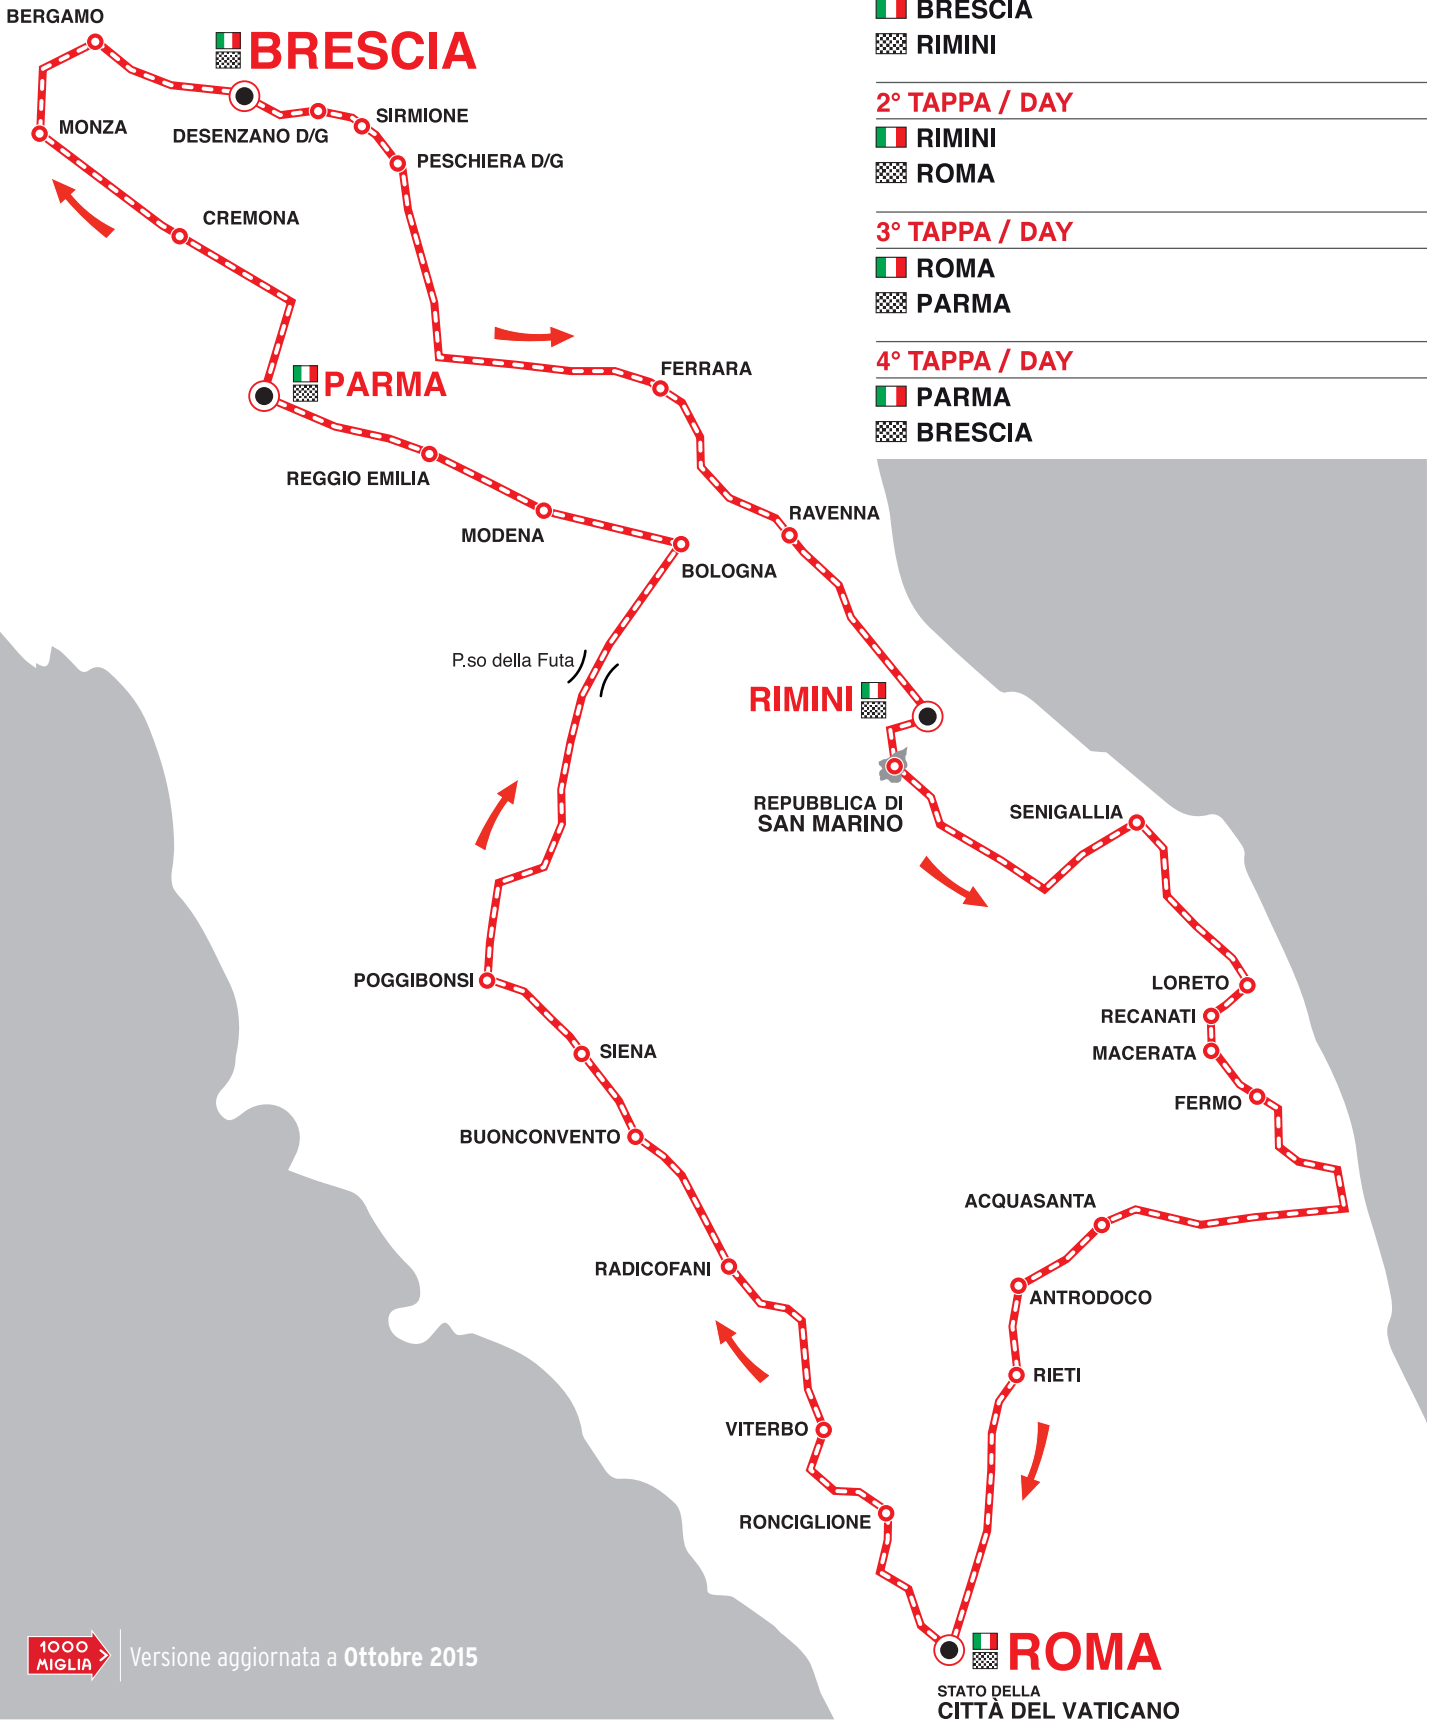 BERGAMO
BRESCIA
MONZA
DESENZANO D/G
SIRMIONE
PESCHIERA D/G
CREMONA
BRESCIA
RIMINI
2° TAPPA / DAY
RIMINI
ROMA
3° TAPPA / DAY
ROMA
PARMA
4° TAPPA / DAY
PARMA
BRESCIA
FERRARA
PARMA
REGGIO EMILIA
MODENA
BOLOGNA
RAVENNA
P.so della Futa
RIMINI
REPUBBLICA DI
SAN MARINO
SENIGALLIA
POGGIBONSI
LORETO
RECANATI
MACERATA
FERMO
SIENA
BUONCONVENTO
ACQUASANTA
RADICOFANI
ANTRODOCO
RIETI
VITERBO
RONCIGLIONE
ROMA
STATO DELLA
CITTÀ DEL VATICANO
1000
MIGLIA
Versione aggiornata a Ottobre 2015